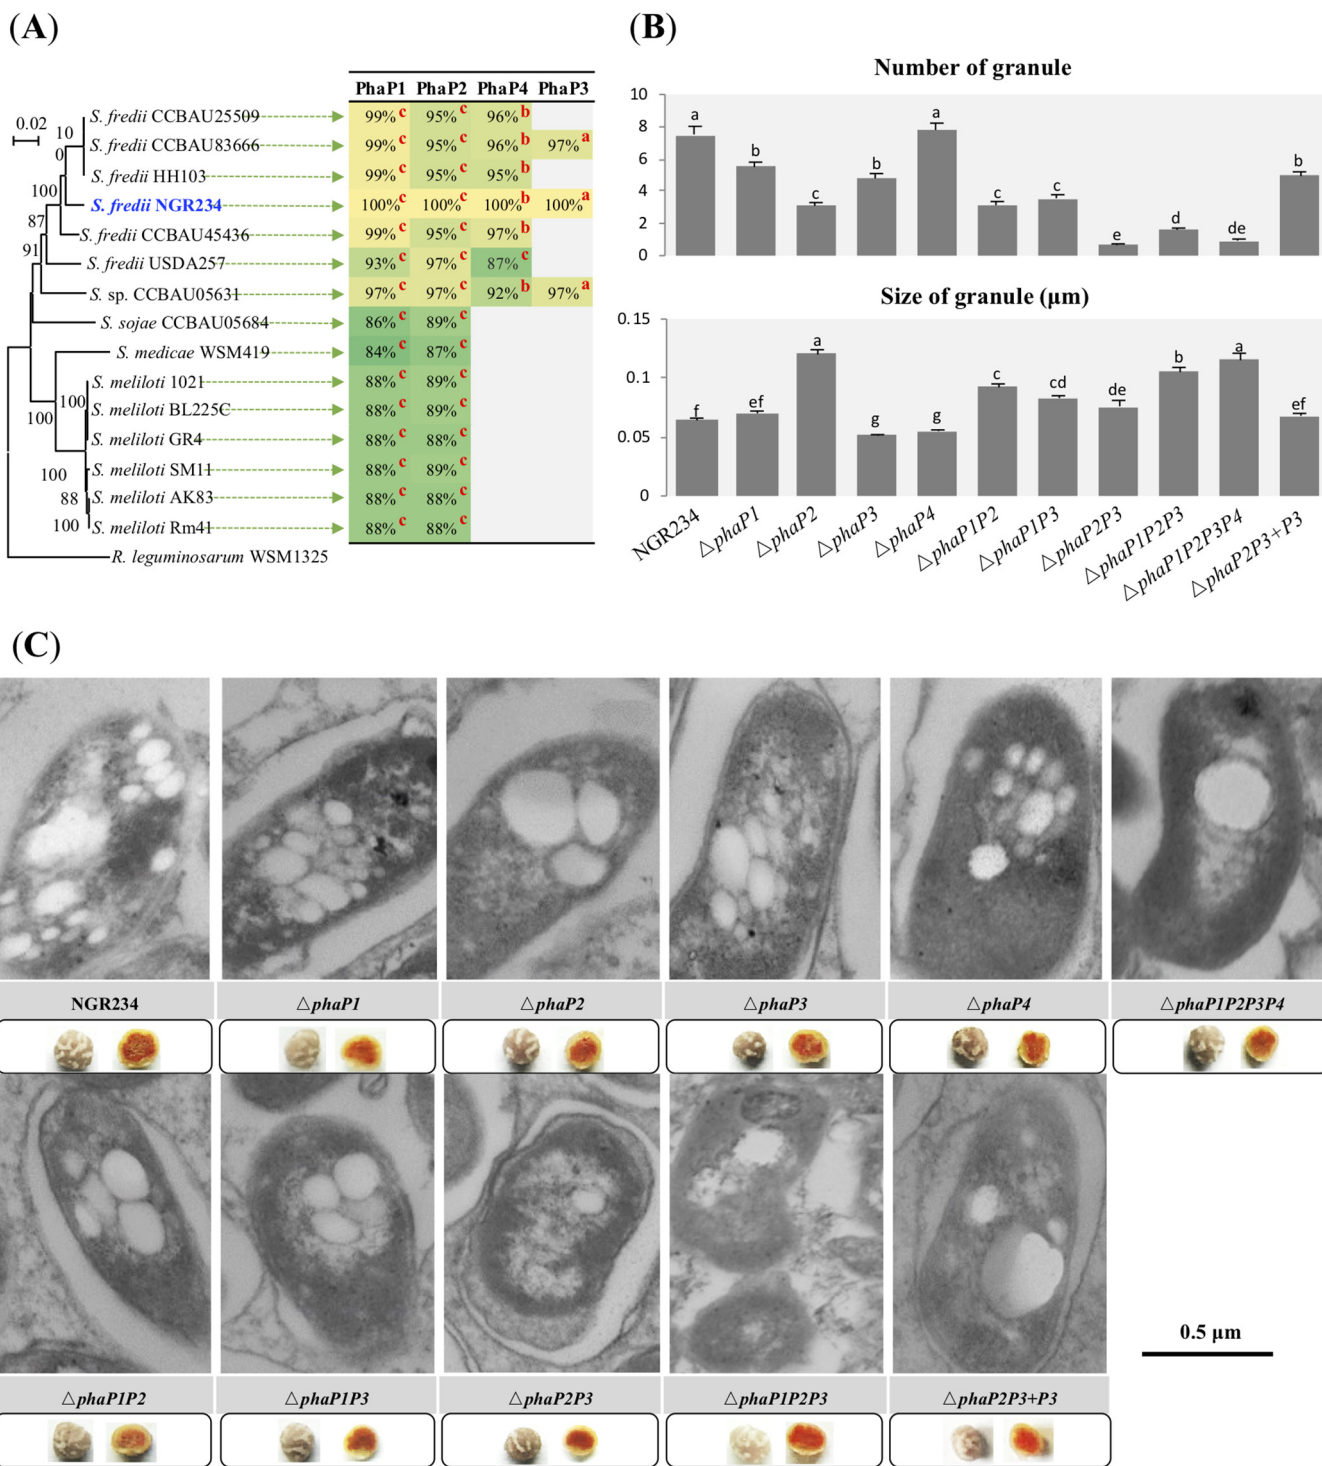 (A)
PhaP1 PhaP2 PhaP4 PhaP3
0.02
S. fredii CCBAU25509 99% c 95% c 96% b
10
0
S. fredii CCBAU83666 99% c 95% c 96% b 97% a
S. fredii HH103 99% c 95% c 95% b
100
S. fredii NGR234 100% c 100% c 100% b 100% a
87
S. fredii CCBAU45436 99% c 95% c 97% b
91
S. fredii USDA257 93% c 97% c 87% c
S. sp. CCBAU05631 97% c 97% c 92% b 97% a
S. sojae CCBAU05684 86% c 89% c
S. medicae WSM419 84% c 87% c
S. meliloti 1021 88% c 89% c
100
100
S. meliloti BL225C 88% c 89% c
S. meliloti GR4 88% c 88% c
S. meliloti SM11 88% c 89% c
100
S. meliloti AK83 88% c 88% c
88
S. meliloti Rm41 88% c 88% c
100
R. leguminosarum WSM1325
(B)
Number of granule
10
8
6
4
2
0
a b c b a c c e d de b
Size of granule (μm)
0.15
0.1
0.05
0
f ef a g g c cd de b a ef
NGR234
△phaP1
△phaP2
△phaP3
△phaP4
△phaP1P2
△phaP1P3
△phaP2P3
△phaP1P2P3
△phaP1P2P3P4
△phaP2P3+P3
(C)
NGR234 △phaP1 △phaP2 △phaP3 △phaP4 △phaP1P2P3P4
0.5 μm
△phaP1P2 △phaP1P3 △phaP2P3 △phaP1P2P3 △phaP2P3+P3